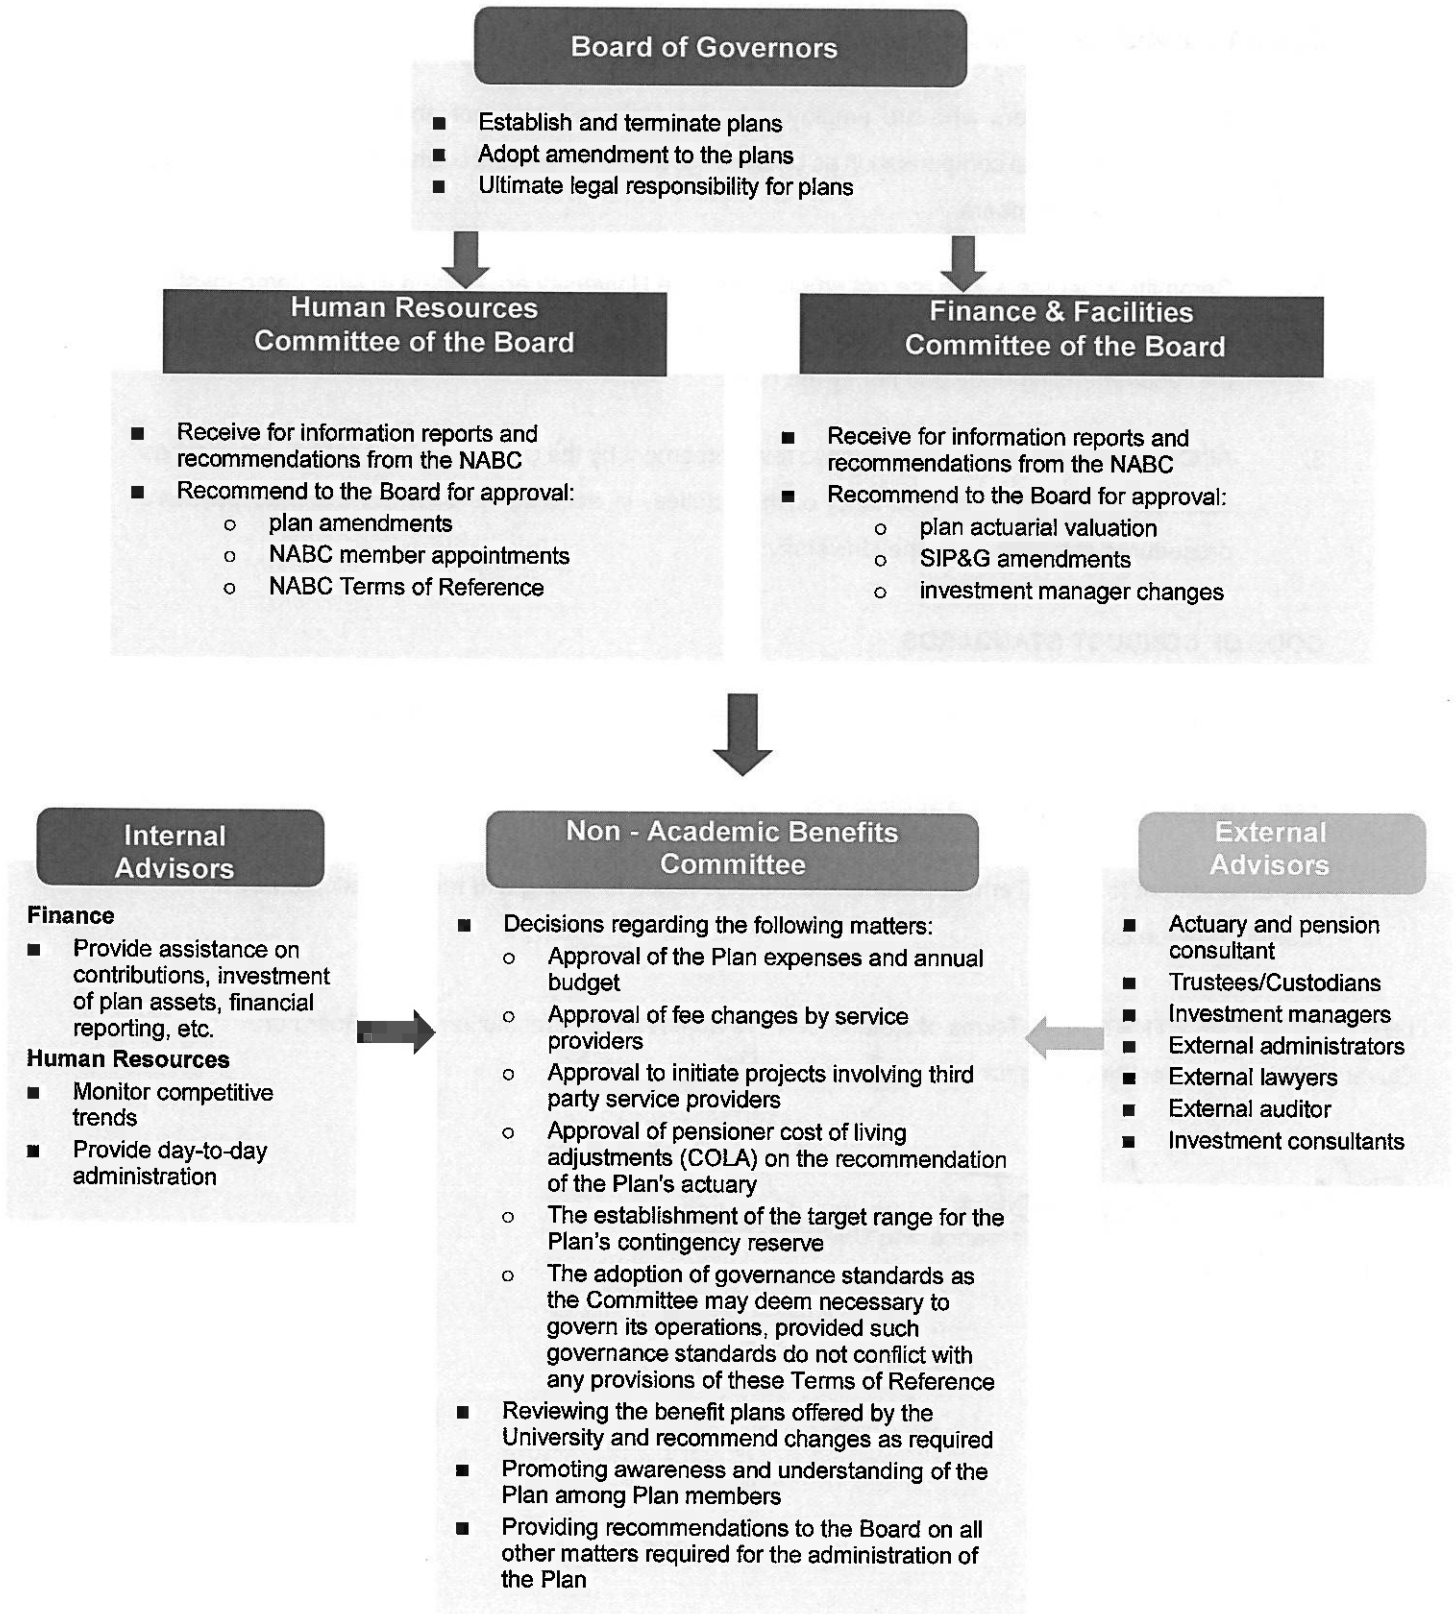 Board of Governors
■ Establish and terminate plans
■ Adopt amendment to the plans
■ Ultimate legal responsibility for plans
Human Resources
Committee of the Board
■ Receive for information reports and
recommendations from the NABC
■ Recommend to the Board for approval:
o plan amendments
o NABC member appointments
o NABC Terms of Reference
Finance & Facilities
Committee of the Board
■ Receive for information reports and
recommendations from the NABC
■ Recommend to the Board for approval:
o plan actuarial valuation
o SIP&G amendments
o investment manager changes
CODE OF CONDUCT STANDARDS
Internal
Advisors
Finance
■ Provide assistance on
contributions, investment
of plan assets, financial
reporting, etc.
Human Resources
■ Monitor competitive
trends
■ Provide day-to-day
administration
Non - Academic Benefits
Committee
■ Decisions regarding the following matters:
o Approval of the Plan expenses and annual
budget
o Approval of fee changes by service
providers
o Approval to initiate projects involving third
party service providers
o Approval of pensioner cost of living
adjustments (COLA) on the recommendation
of the Plan's actuary
o The establishment of the target range for the
Plan's contingency reserve
o The adoption of governance standards as
the Committee may deem necessary to
govern its operations, provided such
governance standards do not conflict with
any provisions of these Terms of Reference
■ Reviewing the benefit plans offered by the
University and recommend changes as required
■ Promoting awareness and understanding of the
Plan among Plan members
■ Providing recommendations to the Board on all
other matters required for the administration of
the Plan
External
Advisors
■ Actuary and pension
consultant
■ Trustees/Custodians
■ Investment managers
■ External administrators
■ External lawyers
■ External auditor
■ Investment consultants